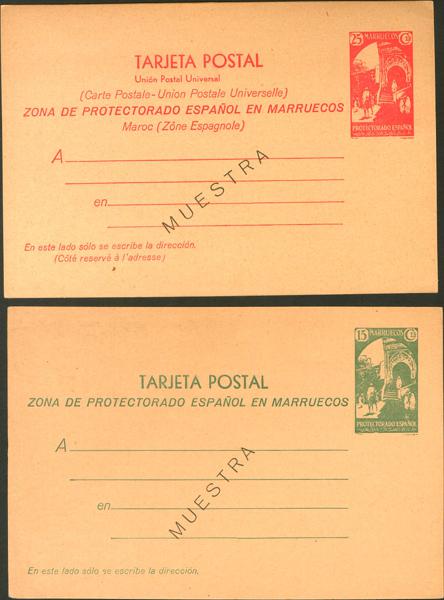 TARJETA POSTAL
Unión Postal Universal
(Carte Postale-Union Postale Universelle)
ZONA DE PROTECTORADO ESPAÑOL EN MARRUECOS
Maroc (Zône Espagnole)
25 MARRUECOS Cs
PROTECTORADO ESPAÑOL
A
en
MUESTRA
En este lado sólo se escribe la dirección.
(Côté reservé à l'adresse)
15 MARRUECOS Cs
PROTECTORADO ESPAÑOL
TARJETA POSTAL
ZONA DE PROTECTORADO ESPAÑOL EN MARRUECOS
A
en
MUESTRA
En este lado sólo se escribe la dirección.